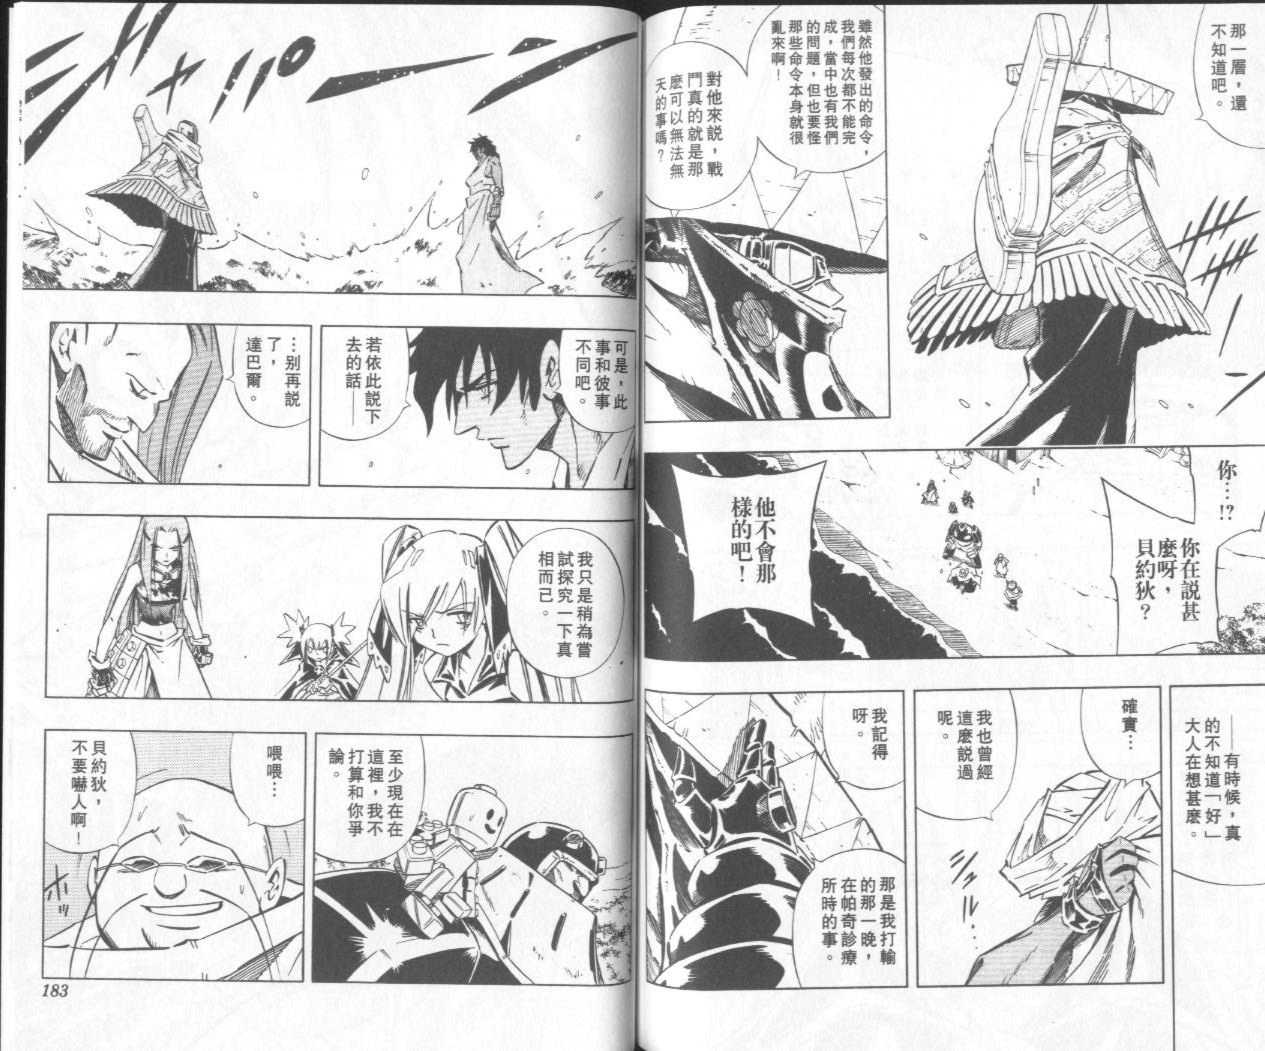 那一層，還
不知道吧。
雖然他發出的命令，
我們每次都不能完
成，當中也有我們
的問題，但也要怪
那些命令本身就很
亂來啊！
對他來説，戰
鬥真的就是那
麼可以無法無
天的事嗎？
你…!?
你在説甚
麼呀，
貝約狄？
他不會那
樣的吧！
──有時候，真
的不知道「好」
大人在想甚麼。
確實…
我也曾經
這麼説過
呢。
我記得
呀。
那是我打輸
的那一晚，
在帕奇診療
所時的事。
可是，此
事和彼事
不同吧。
若依此説下
去的話──
…別再説
了，
達巴爾。
我只是稍為嘗
試探究一下真
相而已。
至少現在在
這裡，我不
打算和你爭
論。
喂喂…
貝約狄，
不要嚇人啊！
183